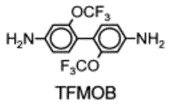 OCF₃
H₂N
NH₂
F₃CO
TFMOB